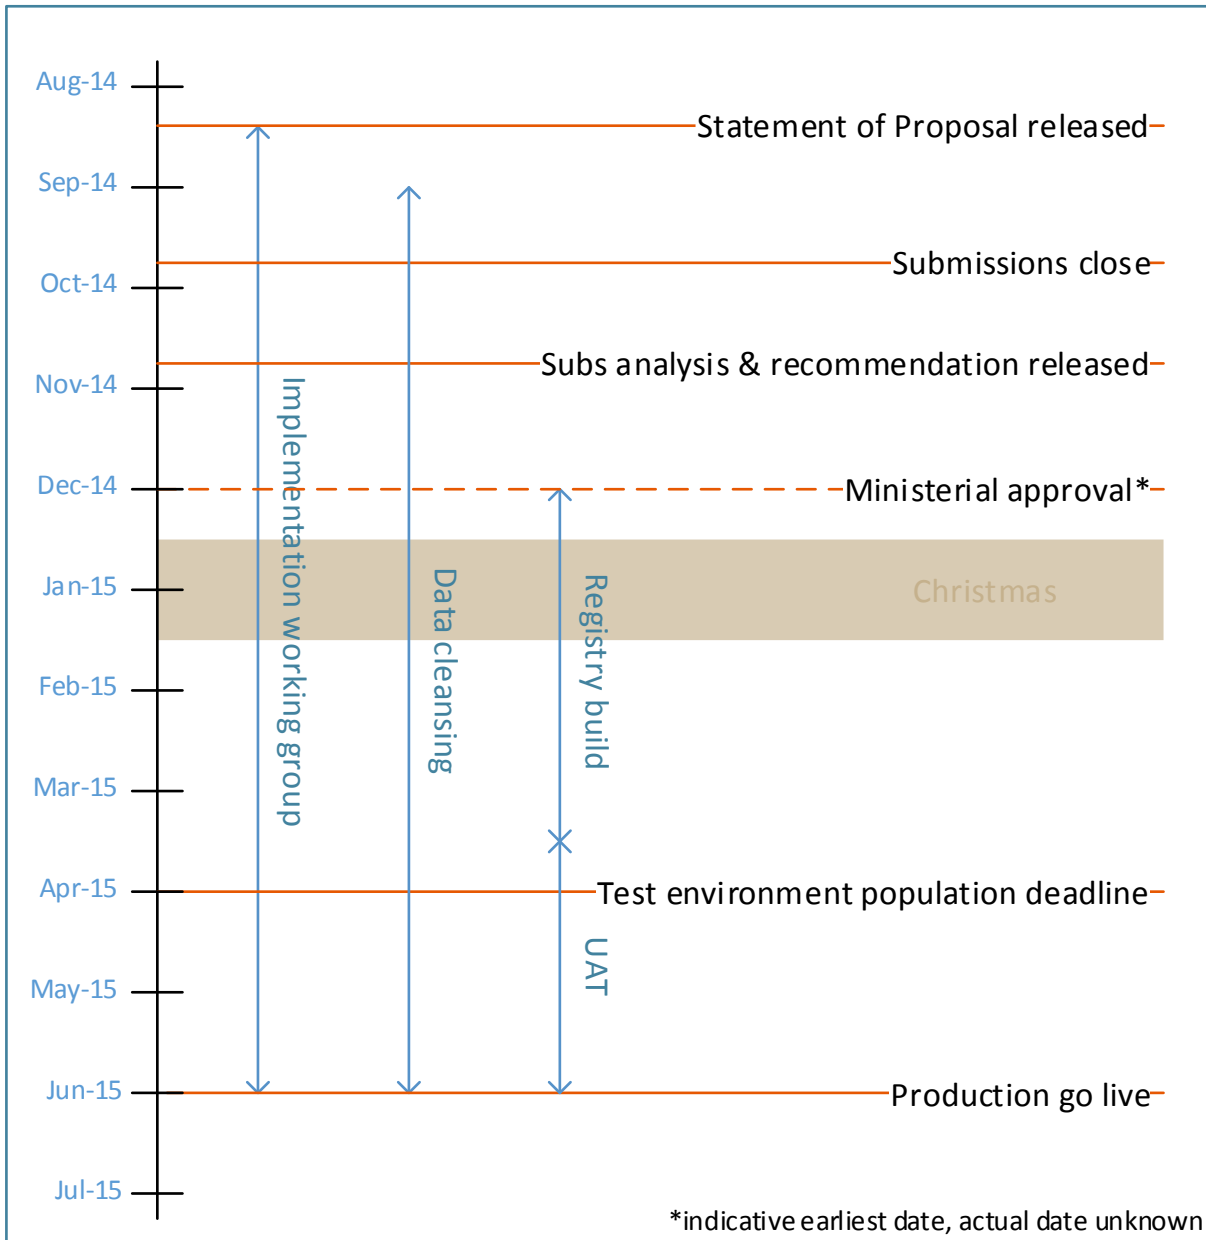 Aug-14
Statement of Proposal released
Sep-14
Submissions close
Oct-14
Subs analysis & recommendation released
Nov-14
Implementation working group
Dec-14
Ministerial approval*
Data cleansing
Registry build
Jan-15
Christmas
Feb-15
Mar-15
Apr-15
Test environment population deadline
UAT
May-15
Jun-15
Production go live
Jul-15
*indicative earliest date, actual date unknown